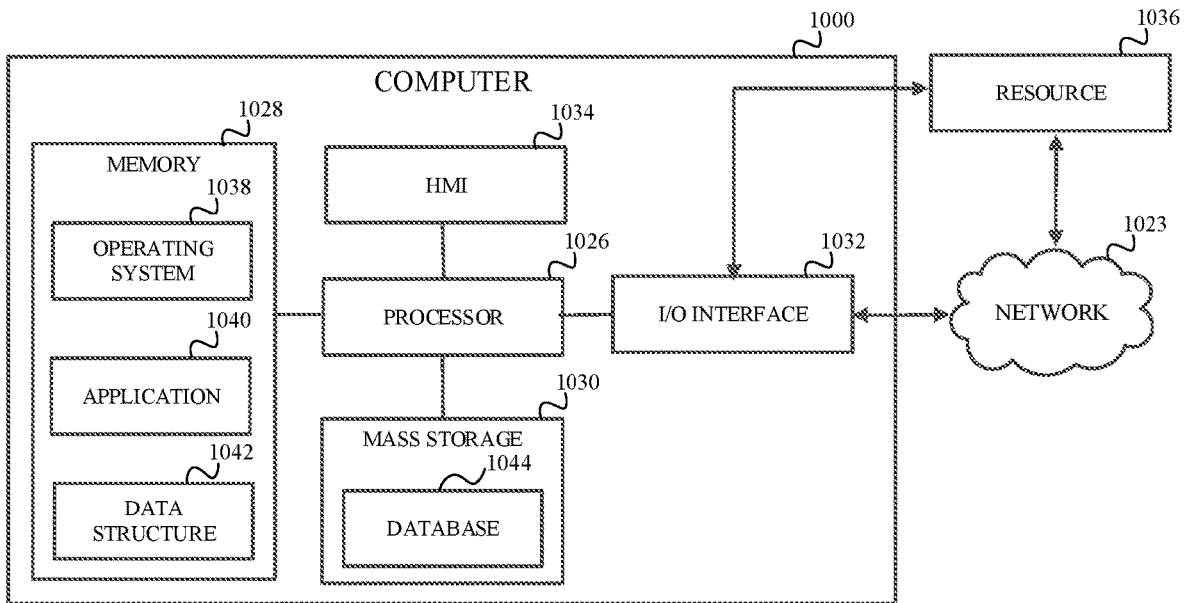 1000
1036
COMPUTER
RESOURCE
1028
1034
MEMORY
HMI
1038
OPERATING
SYSTEM
1026
1032
1023
PROCESSOR
I/O INTERFACE
NETWORK
1040
APPLICATION
1030
MASS STORAGE
1042
1044
DATA
STRUCTURE
DATABASE